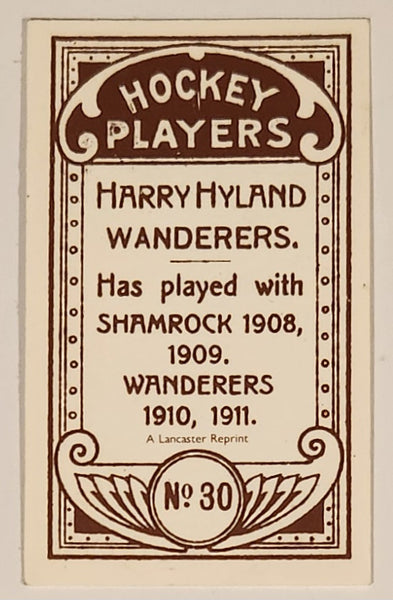 HOCKEY
PLAYERS
HARRY HYLAND
WANDERERS.
Has played with
SHAMROCK 1908,
1909.
WANDERERS
1910, 1911.
A Lancaster Reprint
No 30